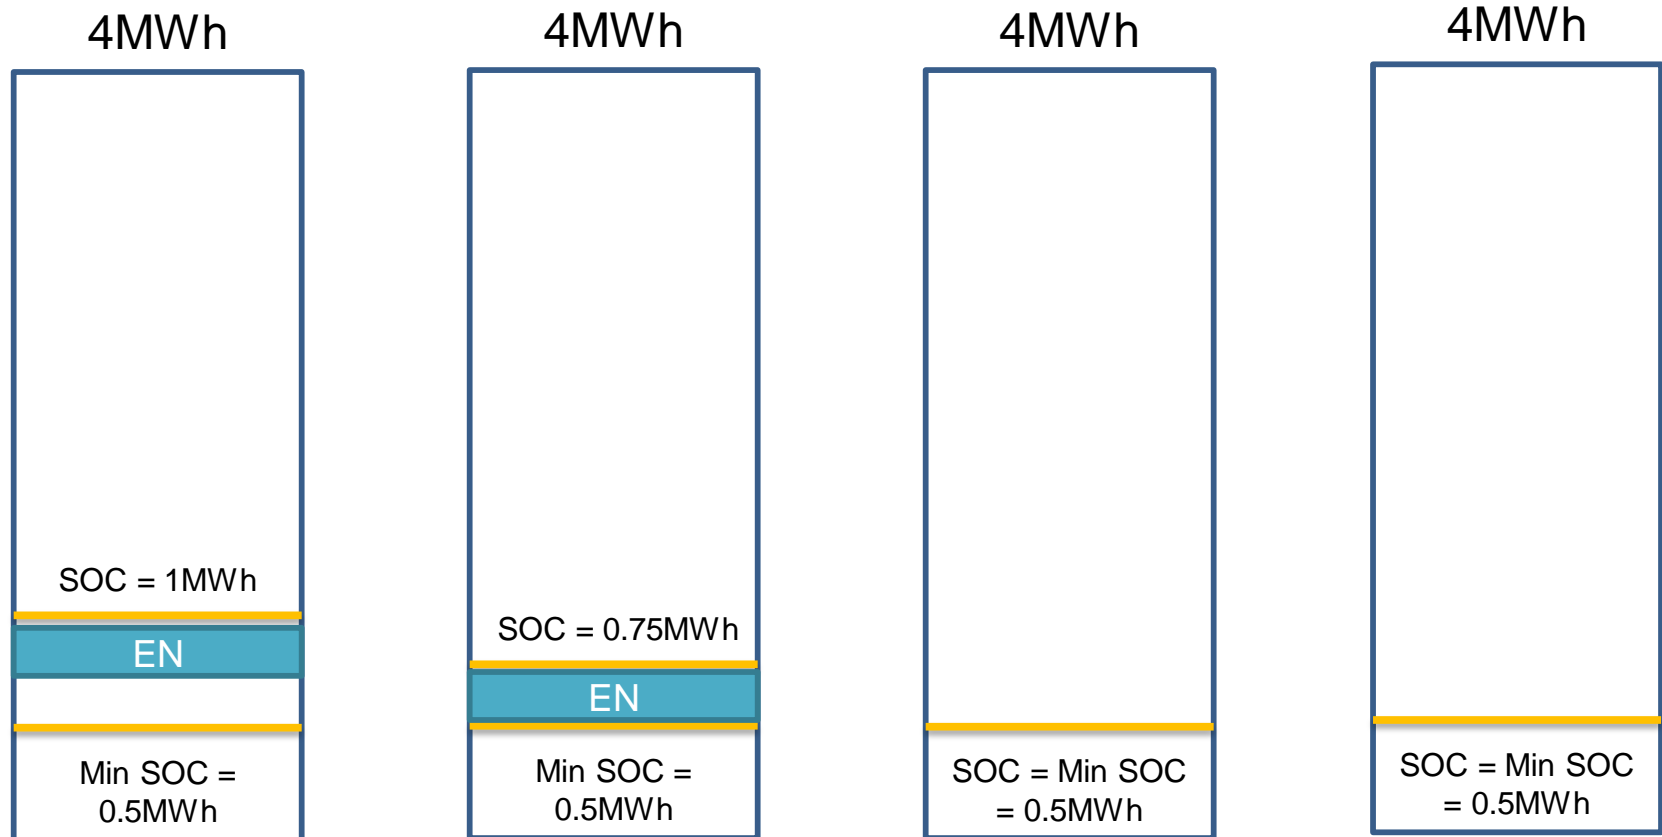 4MWh
4MWh
4MWh
4MWh
SOC = 1MWh
EN
Min SOC =
0.5MWh
SOC = 0.75MWh
EN
Min SOC =
0.5MWh
SOC = Min SOC
= 0.5MWh
SOC = Min SOC
= 0.5MWh